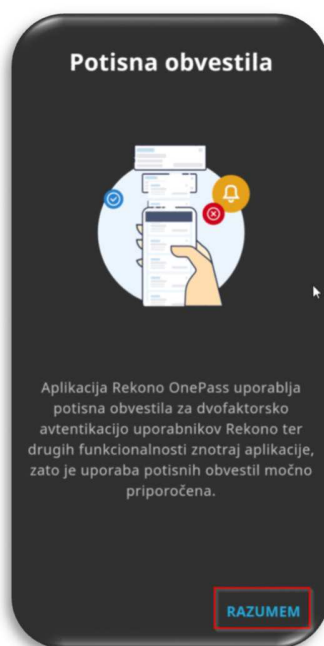 Potisna obvestila
Aplikacija Rekono OnePass uporablja
potisna obvestila za dvofaktorsko
avtentikacijo uporabnikov Rekono ter
drugih funkcionalnosti znotraj aplikacije,
zato je uporaba potisnih obvestil močno
priporočena.
RAZUMEM